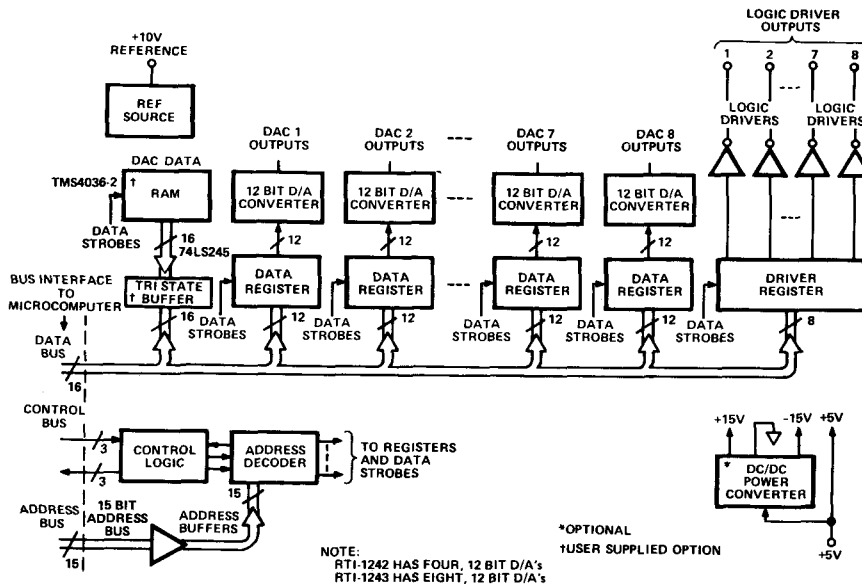 LOGIC DRIVER
OUTPUTS
1 2 7 8
+10V
REFERENCE
REF
SOURCE
LOGIC
DRIVERS
LOGIC
DRIVERS
DAC DATA
† RAM
TMS4036-2
DATA
STROBES
16
74LS245
TRI STATE
† BUFFER
16
DAC 1
OUTPUTS
DAC 2
OUTPUTS
DAC 7
OUTPUTS
DAC 8
OUTPUTS
12 BIT D/A
CONVERTER
12 BIT D/A
CONVERTER
12 BIT D/A
CONVERTER
12 BIT D/A
CONVERTER
12
12
12
12
DATA
REGISTER
DATA
REGISTER
DATA
REGISTER
DATA
REGISTER
DRIVER
REGISTER
DATA
STROBES
DATA
STROBES
DATA
STROBES
DATA
STROBES
DATA
STROBES
12
12
12
12
8
BUS INTERFACE
TO
MICROCOMPUTER
DATA
BUS
16
CONTROL
BUS
3
3
CONTROL
LOGIC
ADDRESS
DECODER
TO REGISTERS
AND DATA
STROBES
15
ADDRESS
BUS
15
15 BIT
ADDRESS
BUS
ADDRESS
BUFFERS
+15V
-15V
+5V
*
DC/DC
POWER
CONVERTER
+5V
*OPTIONAL
†USER SUPPLIED OPTION
NOTE:
RTI-1242 HAS FOUR, 12 BIT D/A's
RTI-1243 HAS EIGHT, 12 BIT D/A's